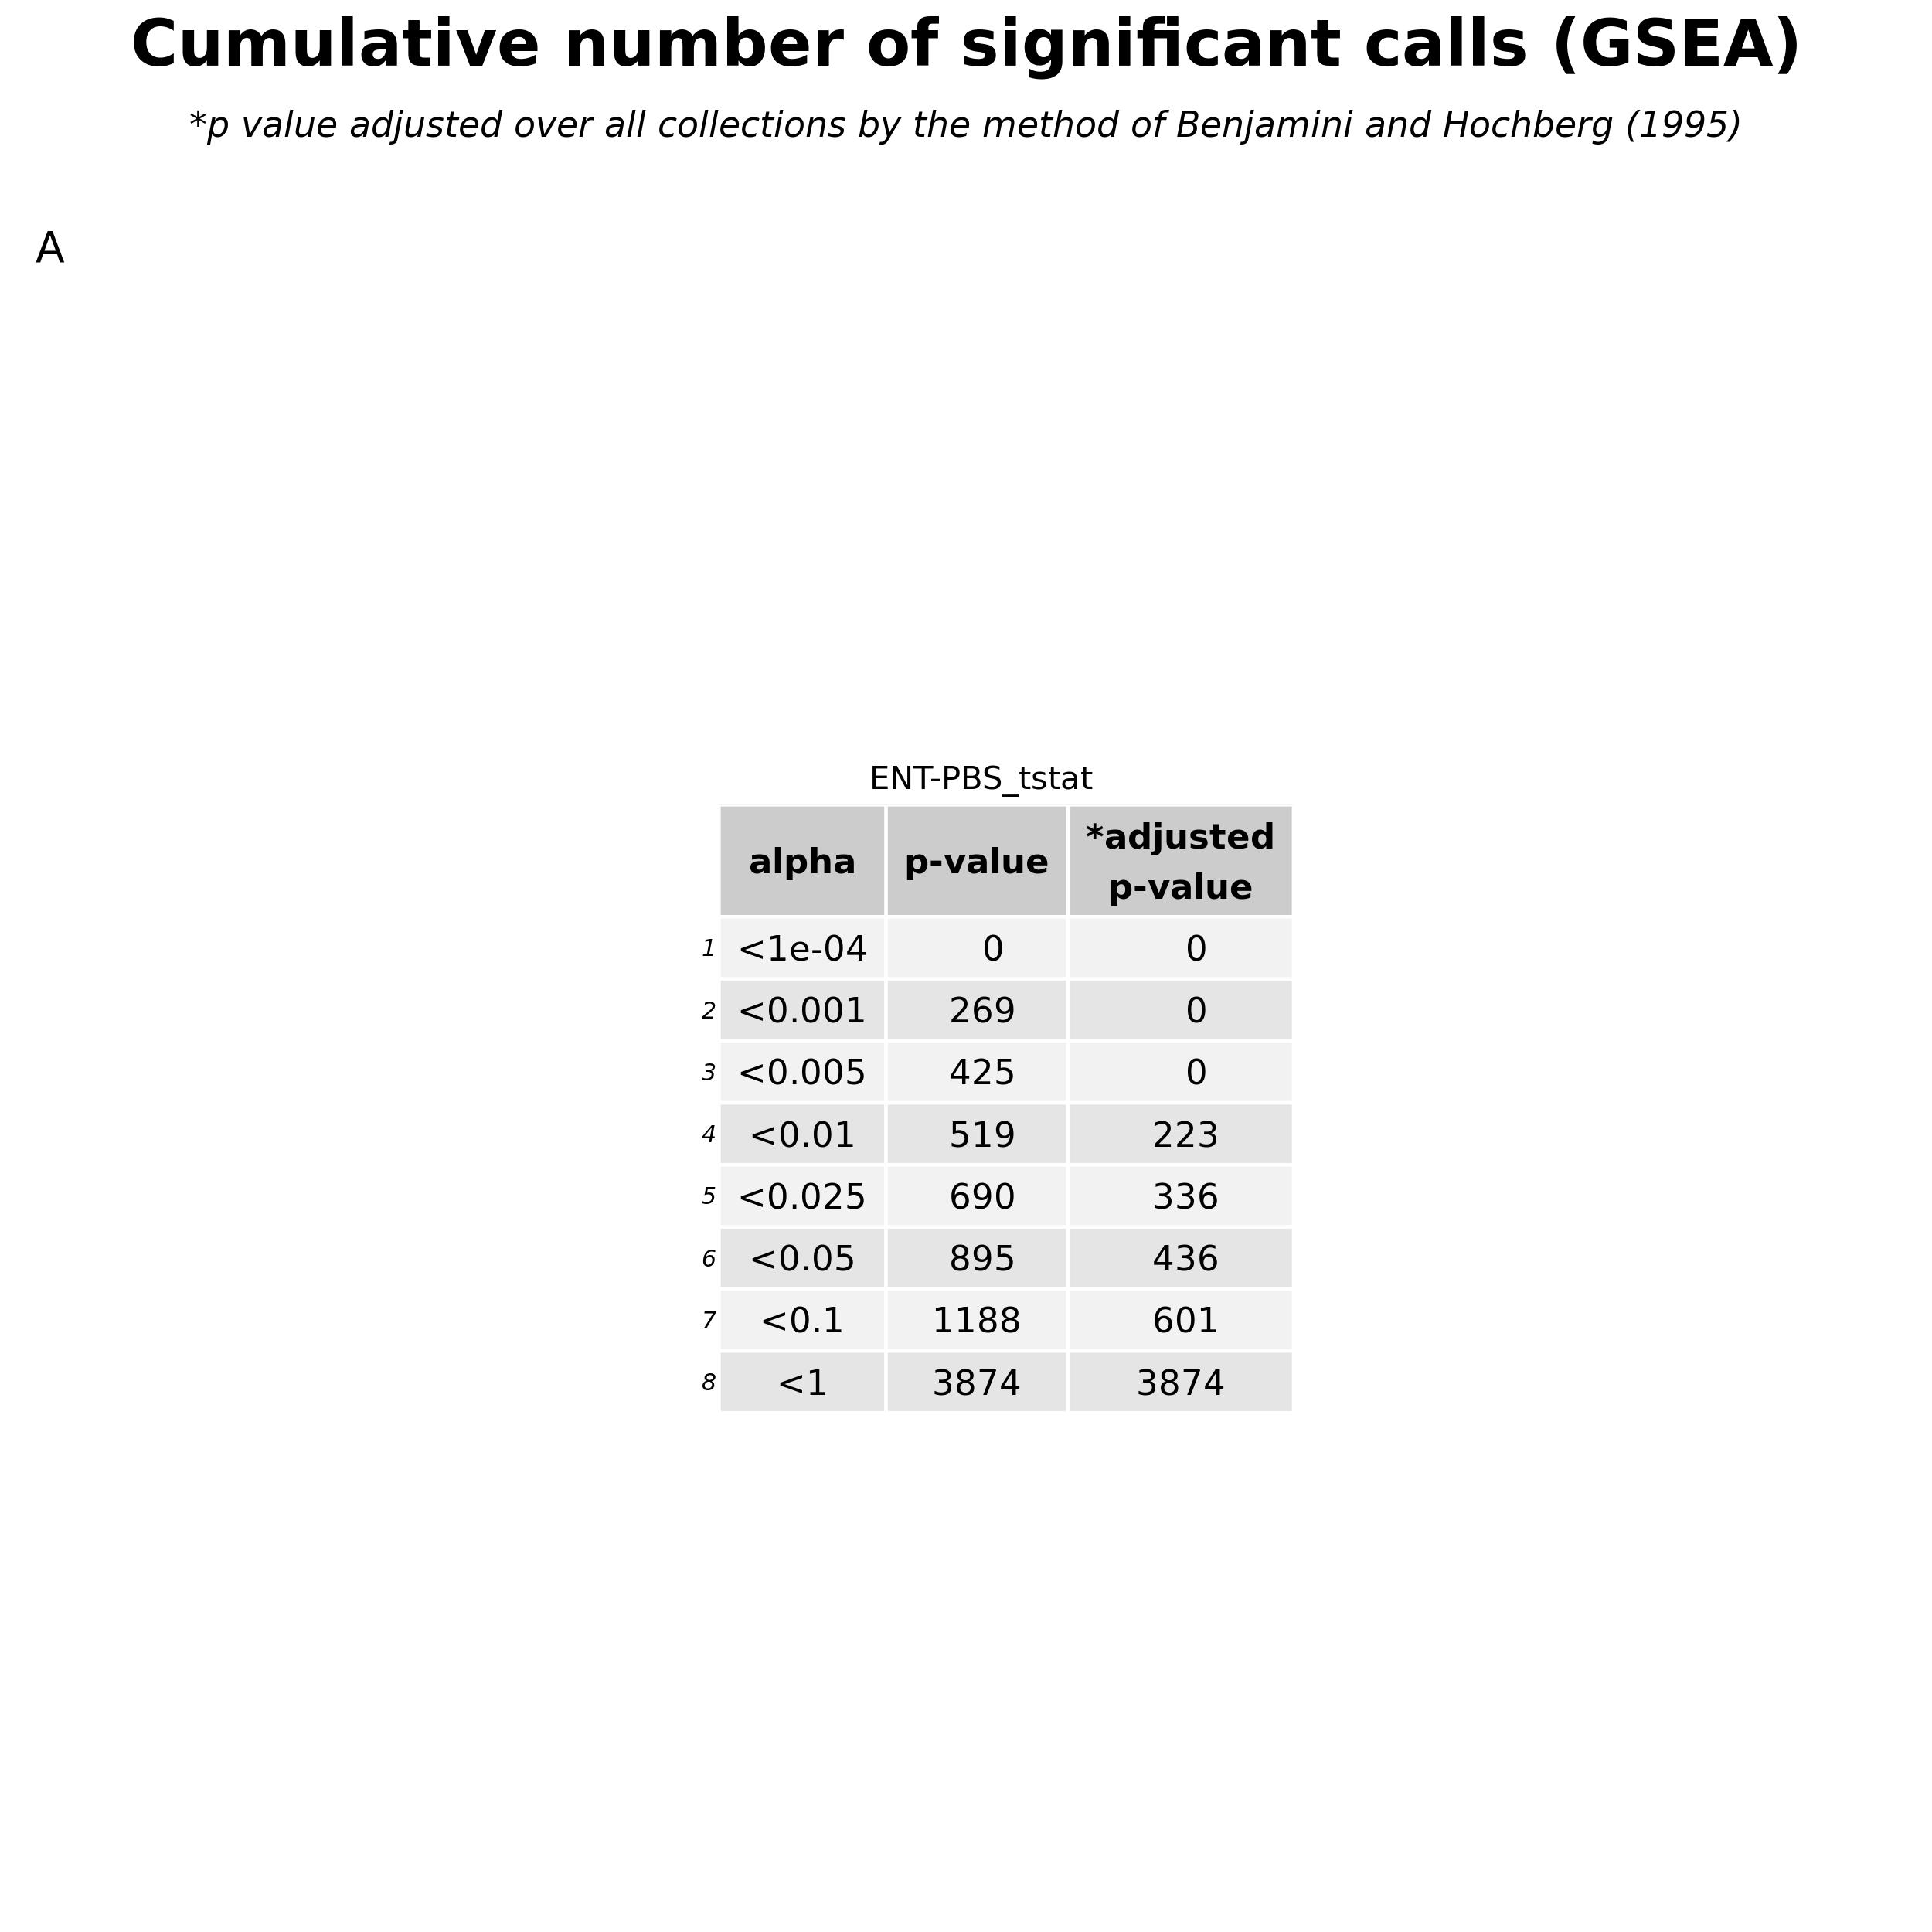 Cumulative number of significant calls (GSEA)
*p value adjusted over all collections by the method of Benjamini and Hochberg (1995)
A
ENT-PBS_tstat
alpha p-value *adjusted p-value
1 <1e-04 0 0
2 <0.001 269 0
3 <0.005 425 0
4 <0.01 519 223
5 <0.025 690 336
6 <0.05 895 436
7 <0.1 1188 601
8 <1 3874 3874